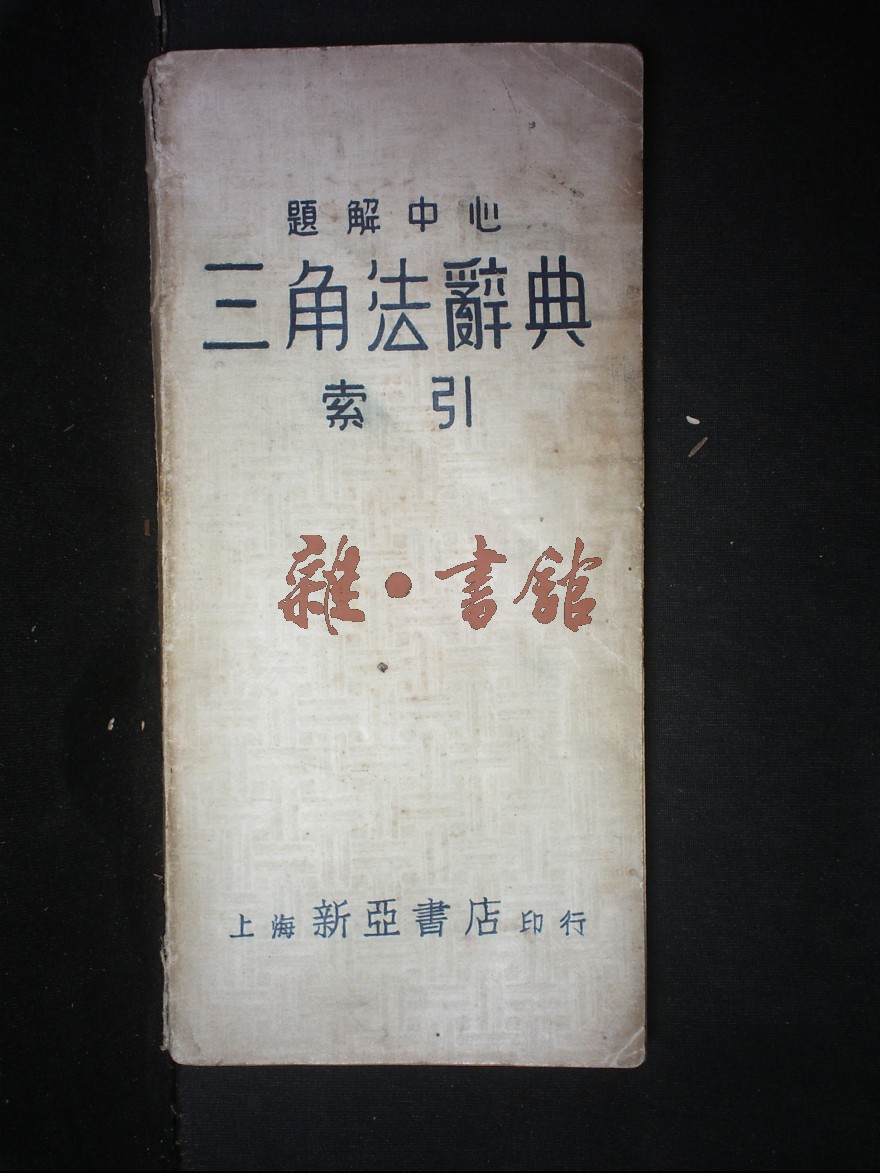 題解中心
三角法辭典
索引
雜·書館
上海新亞書店印行